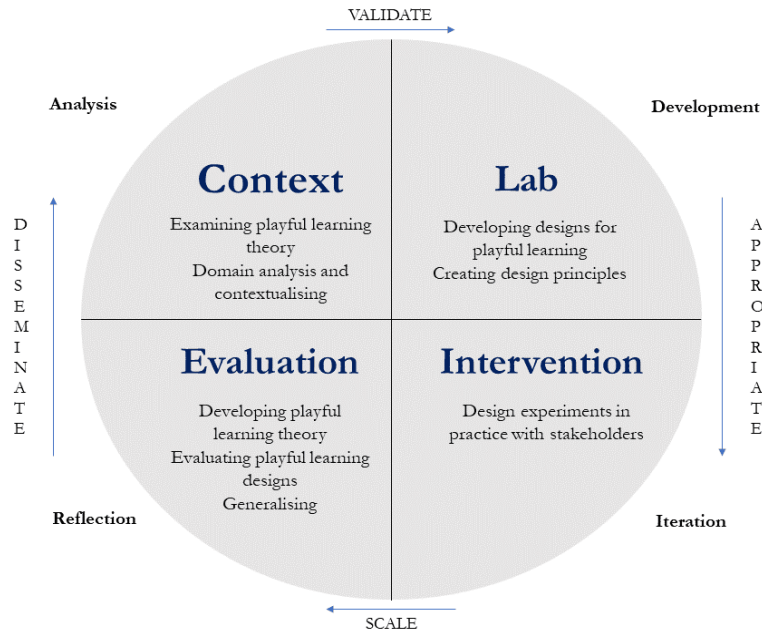 VALIDATE
Analysis
Development
Context
Examining playful learning
theory
Domain analysis and
contextualising
Lab
Developing designs for
playful learning
Creating design principles
DISSEMINATE
APPROPRIATE
Evaluation
Developing playful
learning theory
Evaluating playful learning
designs
Generalising
Intervention
Design experiments in
practice with stakeholders
Reflection
Iteration
SCALE